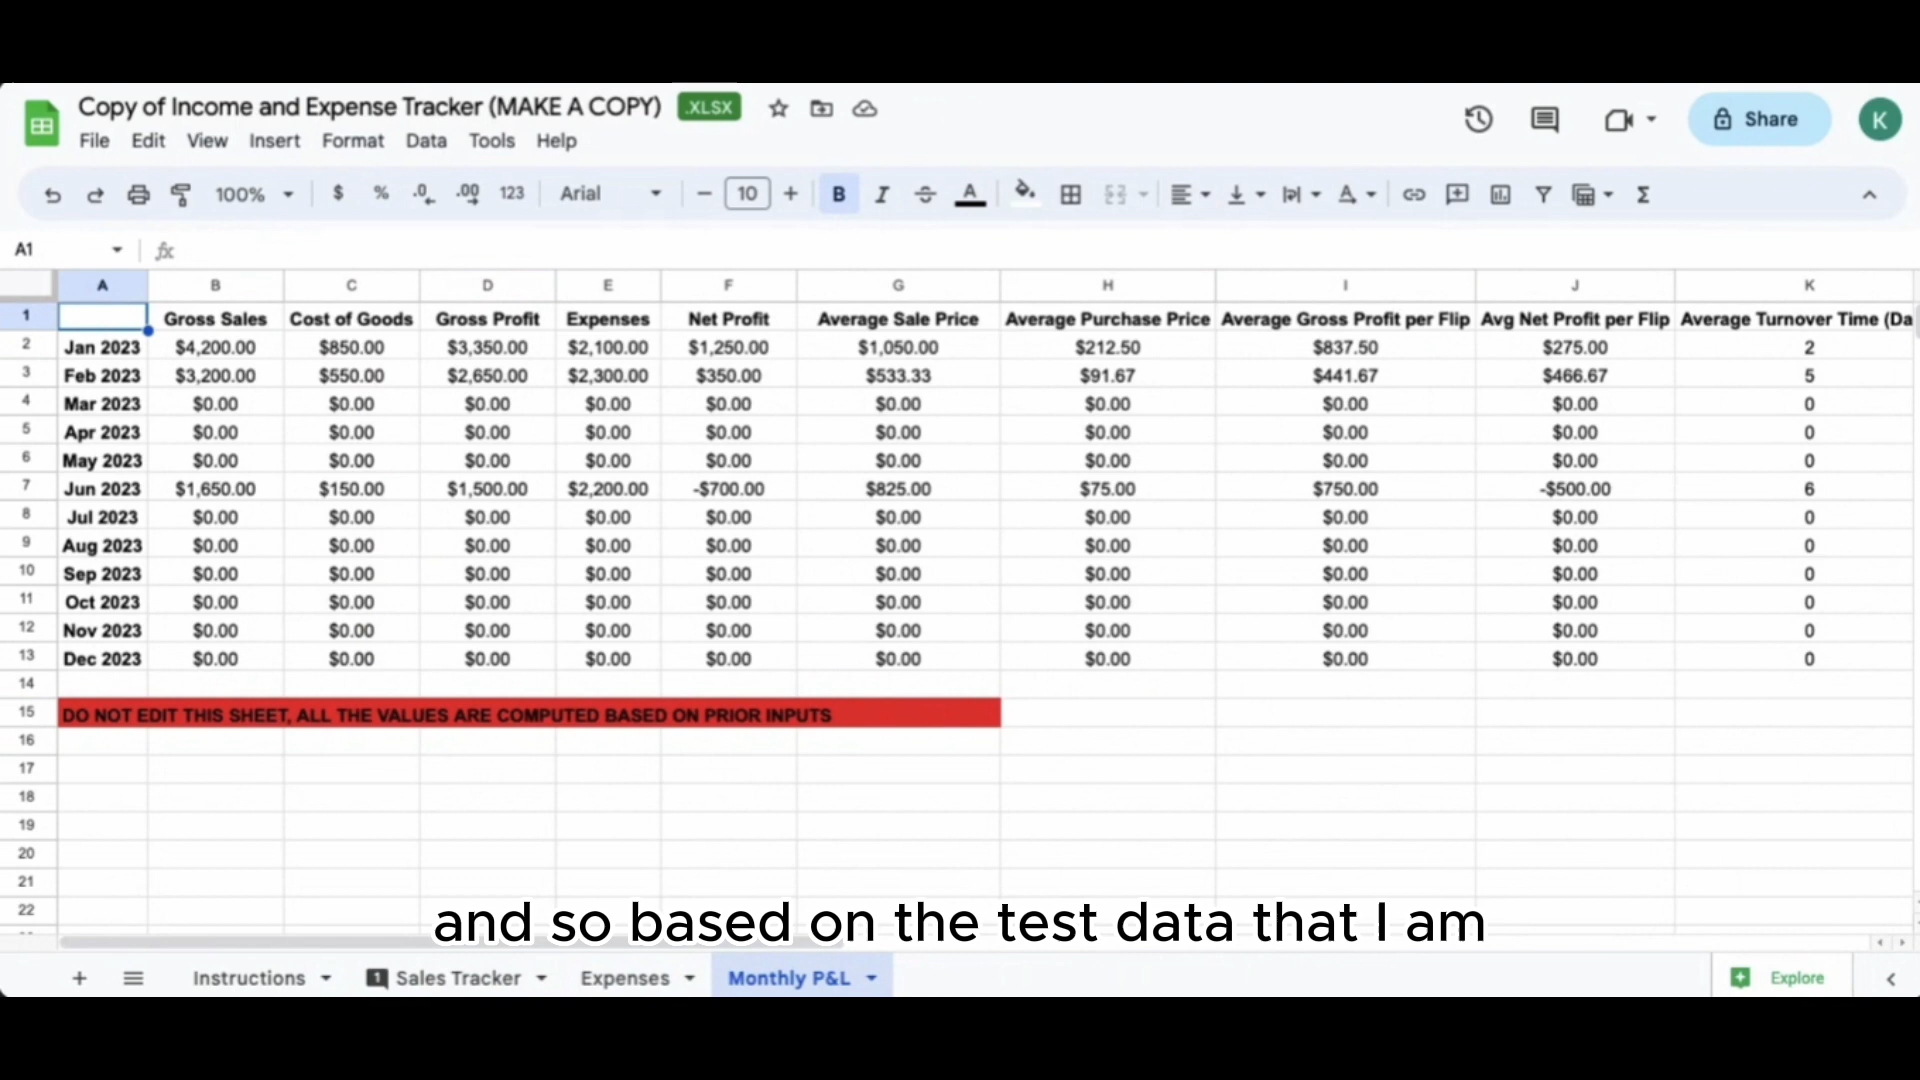 Copy of Income and Expense Tracker (MAKE A COPY) .XLSX
File Edit View Insert Format Data Tools Help
Share
K
100% $ % .0 .00 123 Arial 10 B I A
A1 fx
A B C D E F G H I J K
1 Gross Sales Cost of Goods Gross Profit Expenses Net Profit Average Sale Price Average Purchase Price Average Gross Profit per Flip Avg Net Profit per Flip Average Turnover Time (Da
2 Jan 2023 $4,200.00 $850.00 $3,350.00 $2,100.00 $1,250.00 $1,050.00 $212.50 $837.50 $275.00 2
3 Feb 2023 $3,200.00 $550.00 $2,650.00 $2,300.00 $350.00 $533.33 $91.67 $441.67 $466.67 5
4 Mar 2023 $0.00 $0.00 $0.00 $0.00 $0.00 $0.00 $0.00 $0.00 $0.00 0
5 Apr 2023 $0.00 $0.00 $0.00 $0.00 $0.00 $0.00 $0.00 $0.00 $0.00 0
6 May 2023 $0.00 $0.00 $0.00 $0.00 $0.00 $0.00 $0.00 $0.00 $0.00 0
7 Jun 2023 $1,650.00 $150.00 $1,500.00 $2,200.00 -$700.00 $825.00 $75.00 $750.00 -$500.00 6
8 Jul 2023 $0.00 $0.00 $0.00 $0.00 $0.00 $0.00 $0.00 $0.00 $0.00 0
9 Aug 2023 $0.00 $0.00 $0.00 $0.00 $0.00 $0.00 $0.00 $0.00 $0.00 0
10 Sep 2023 $0.00 $0.00 $0.00 $0.00 $0.00 $0.00 $0.00 $0.00 $0.00 0
11 Oct 2023 $0.00 $0.00 $0.00 $0.00 $0.00 $0.00 $0.00 $0.00 $0.00 0
12 Nov 2023 $0.00 $0.00 $0.00 $0.00 $0.00 $0.00 $0.00 $0.00 $0.00 0
13 Dec 2023 $0.00 $0.00 $0.00 $0.00 $0.00 $0.00 $0.00 $0.00 $0.00 0
14
15 DO NOT EDIT THIS SHEET, ALL THE VALUES ARE COMPUTED BASED ON PRIOR INPUTS
16
17
18
19
20
21
22
and so based on the test data that I am
Instructions 1 Sales Tracker Expenses Monthly P&L Explore